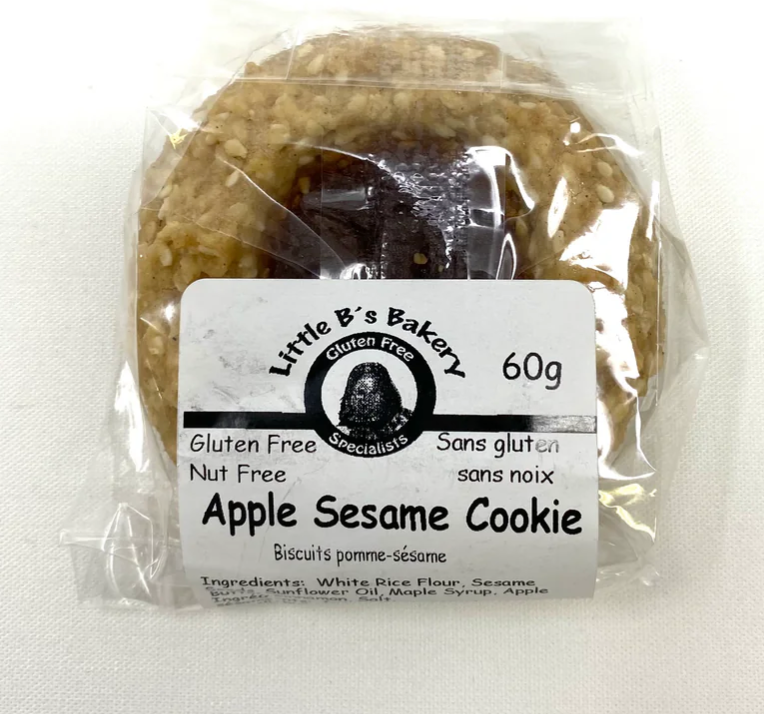 Little B's Bakery
Gluten Free
Specialists
60g
Gluten Free Sans gluten
Nut Free sans noix
Apple Sesame Cookie
Biscuits pomme-sésame
Ingredients: White Rice Flour, Sesame
Sunflower Oil, Maple Syrup, Apple
Salt.